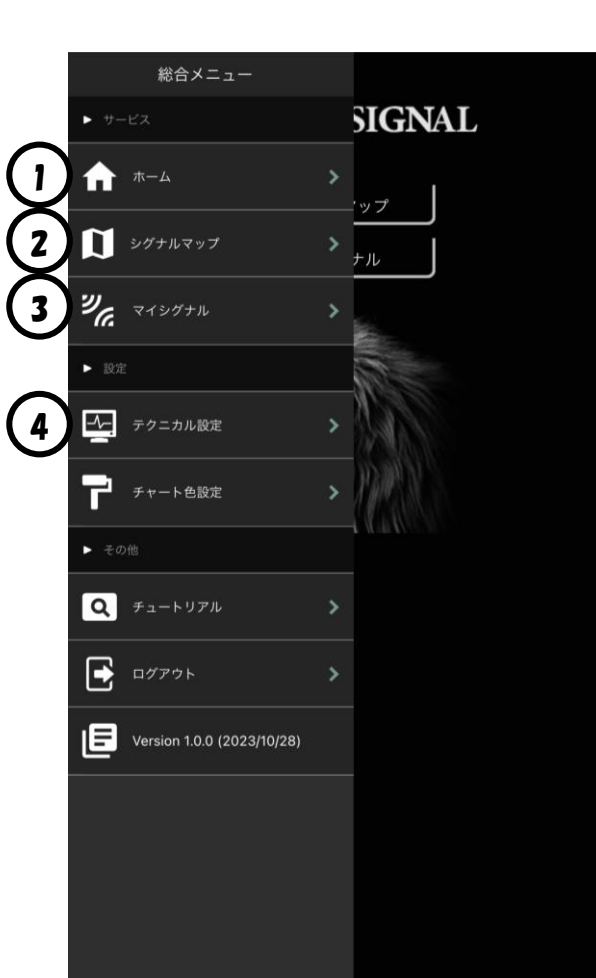 総合メニュー
▶ サービス
SIGNAL
1
ホーム
マップ
2
シグナルマップ
ナル
3
マイシグナル
▶ 設定
4
テクニカル設定
チャート色設定
▶ その他
チュートリアル
ログアウト
Version 1.0.0 (2023/10/28)